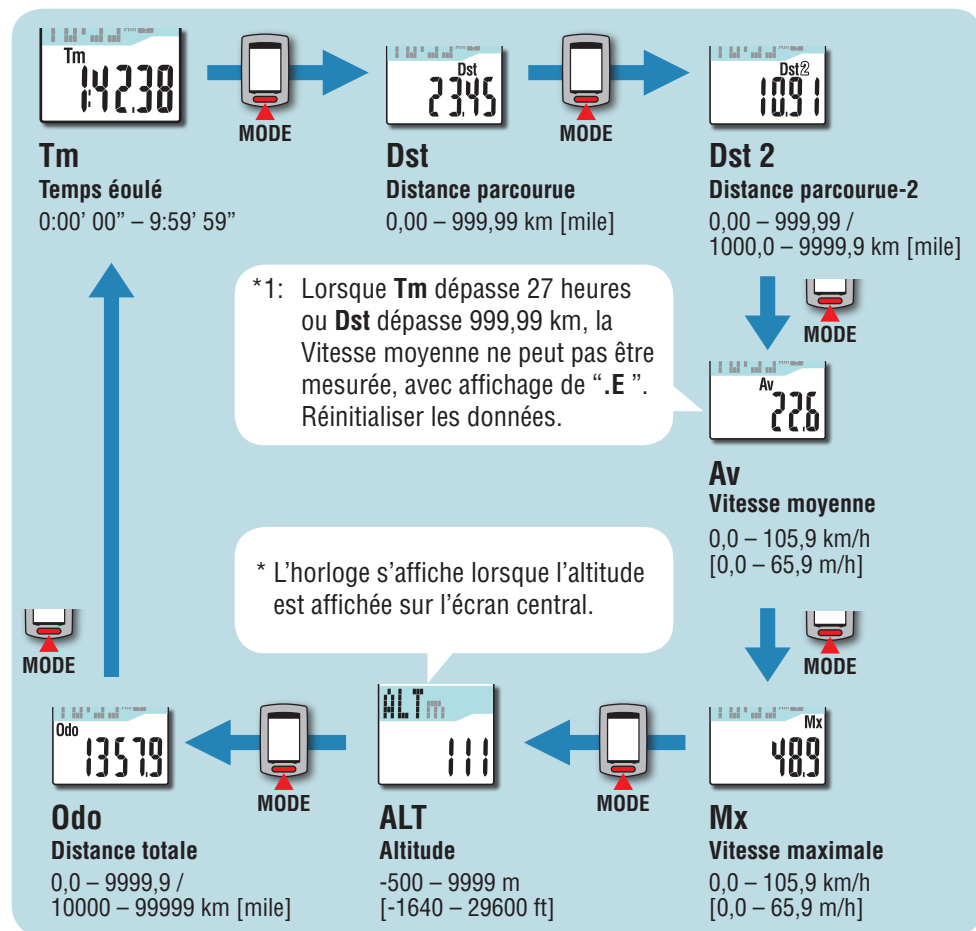 Tm
1:42.38
MODE
Tm
Temps éoulé
0:00’ 00” – 9:59’ 59”
Dst
23.45
MODE
Dst
Distance parcourue
0,00 – 999,99 km [mile]
Dst2
10.91
Dst 2
Distance parcourue-2
0,00 – 999,99 /
1000,0 – 9999,9 km [mile]
MODE
*1: Lorsque Tm dépasse 27 heures
ou Dst dépasse 999,99 km, la
Vitesse moyenne ne peut pas être
mesurée, avec affichage de “.E ”.
Réinitialiser les données.
Av
22.6
Av
Vitesse moyenne
0,0 – 105,9 km/h
[0,0 – 65,9 m/h]
MODE
* L’horloge s’affiche lorsque l’altitude
est affichée sur l’écran central.
Mx
48.9
Mx
Vitesse maximale
0,0 – 105,9 km/h
[0,0 – 65,9 m/h]
MODE
ALTm
111
ALT
Altitude
-500 – 9999 m
[-1640 – 29600 ft]
MODE
Odo
1357.9
Odo
Distance totale
0,0 – 9999,9 /
10000 – 99999 km [mile]
MODE